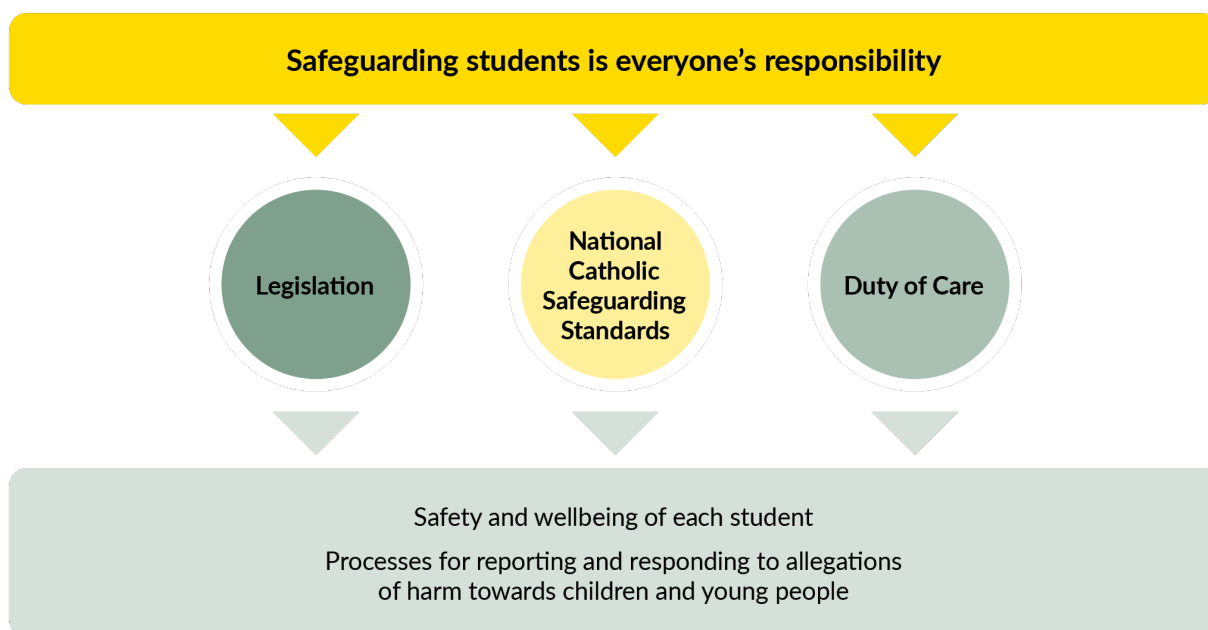 Safeguarding students is everyone’s responsibility
Legislation
National
Catholic
Safeguarding
Standards
Duty of Care
Safety and wellbeing of each student
Processes for reporting and responding to allegations
of harm towards children and young people